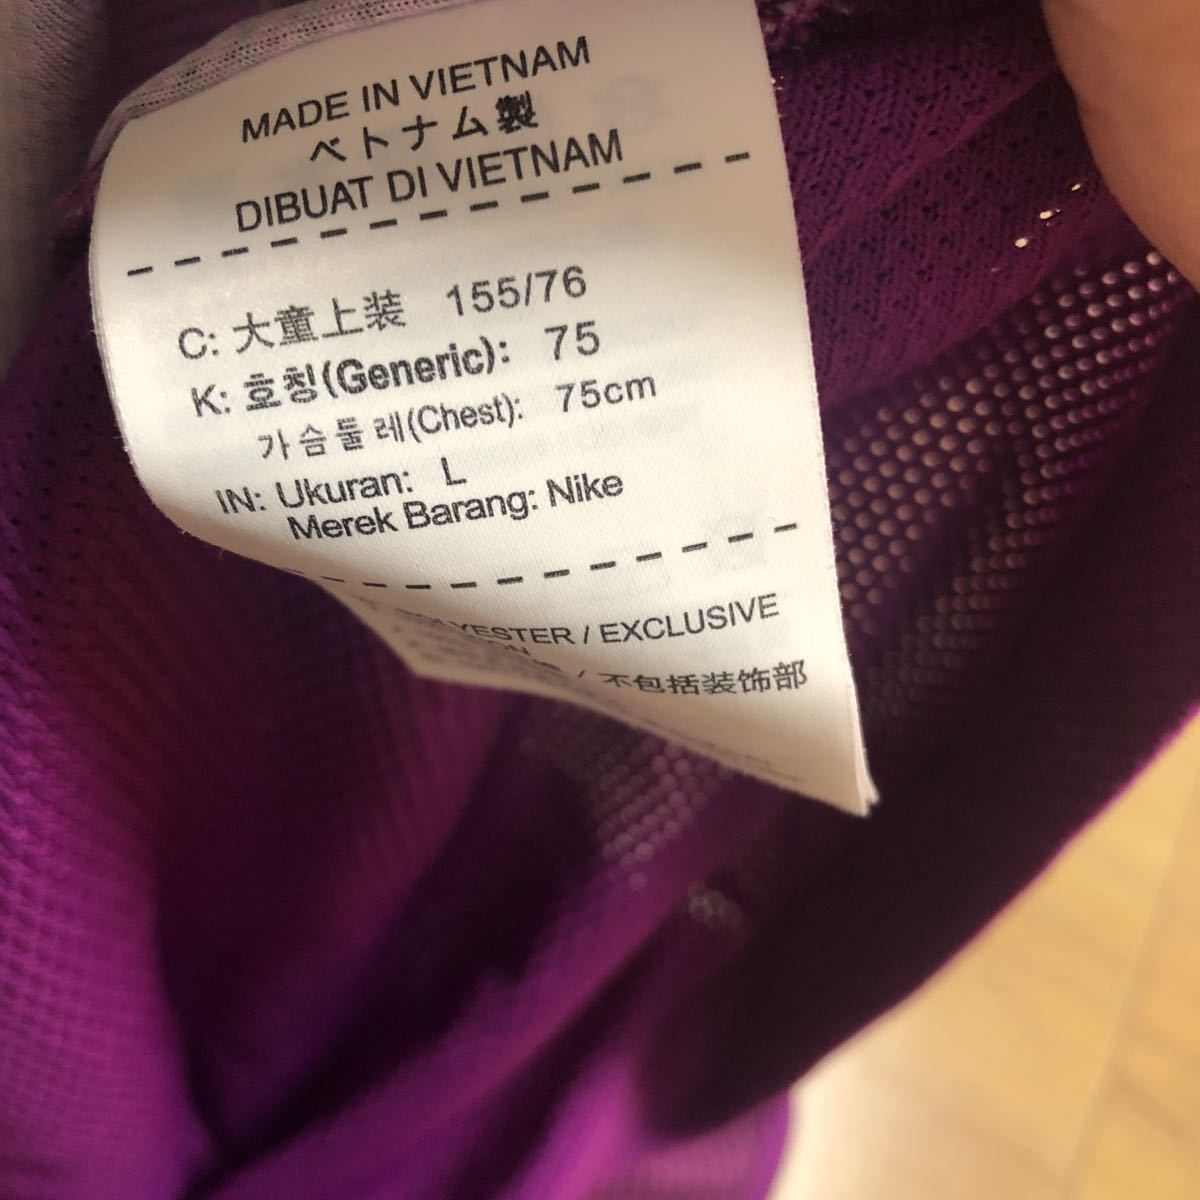 MADE IN VIETNAM
ベトナム製
DIBUAT DI VIETNAM
C: 大童上装 155/76
K: 호칭(Generic): 75
가슴둘레(Chest): 75cm
IN: Ukuran: L
Merek Barang: Nike
POLYESTER / EXCLUSIVE
/ 不包括装饰部